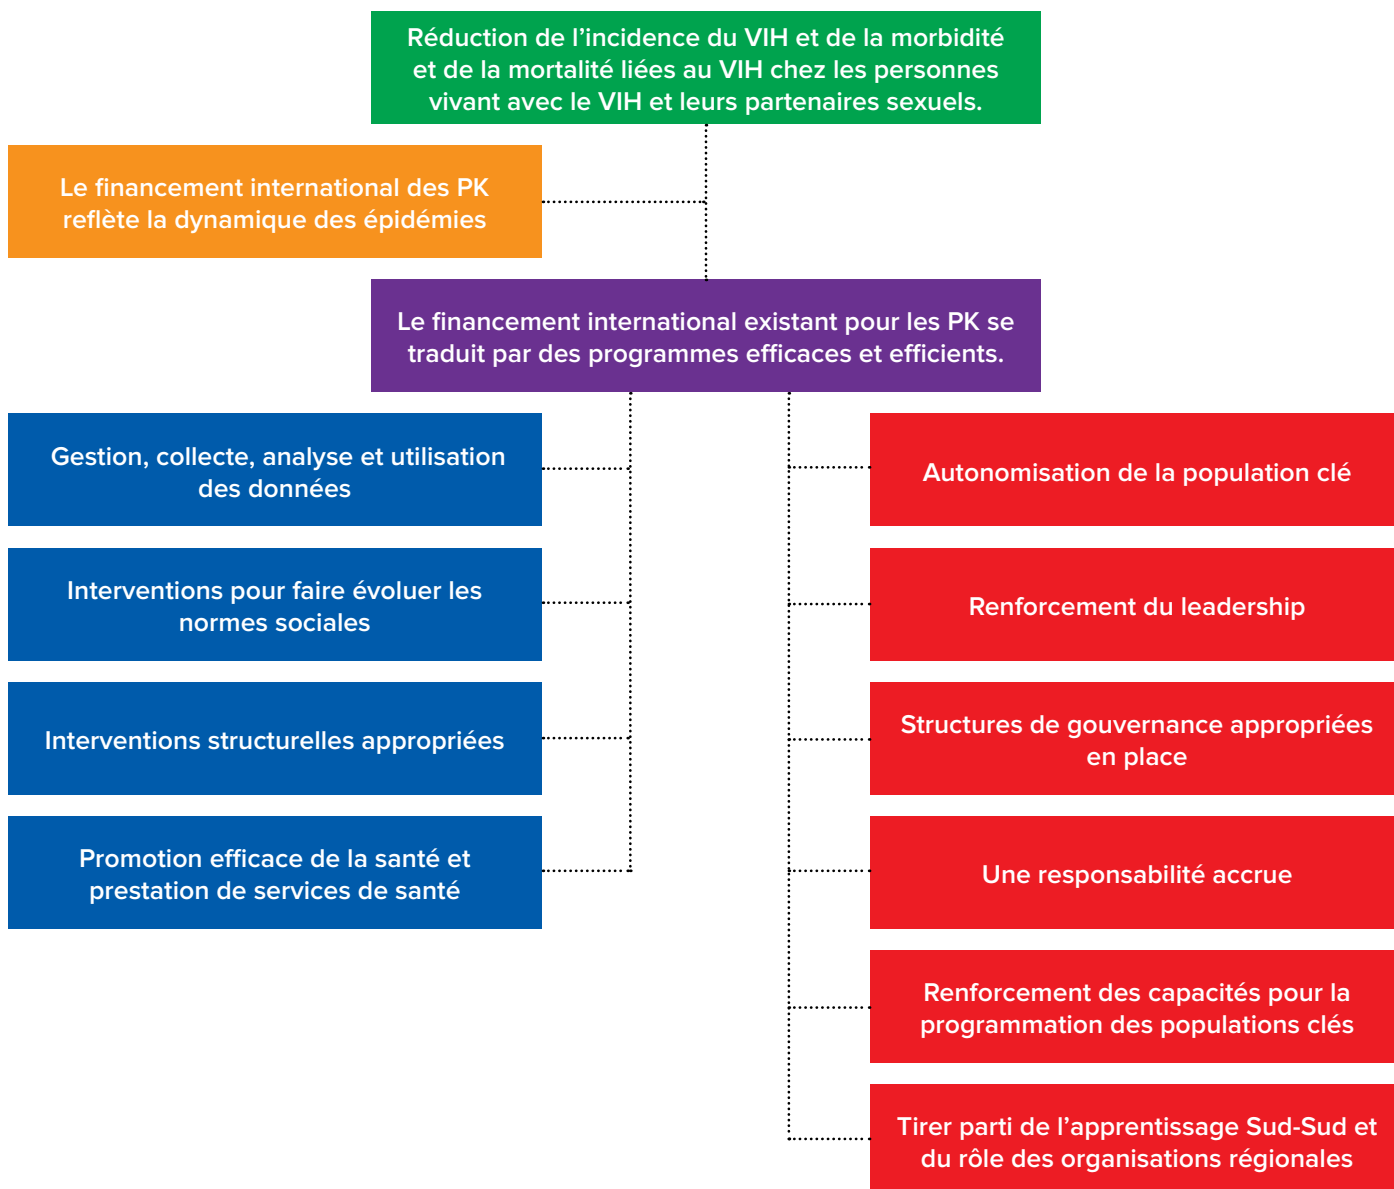 Réduction de l’incidence du VIH et de la morbidité
et de la mortalité liées au VIH chez les personnes
vivant avec le VIH et leurs partenaires sexuels.
Le financement international des PK
reflète la dynamique des épidémies
Le financement international existant pour les PK se
traduit par des programmes efficaces et efficients.
Gestion, collecte, analyse et utilisation
des données
Interventions pour faire évoluer les
normes sociales
Interventions structurelles appropriées
Promotion efficace de la santé et
prestation de services de santé
Autonomisation de la population clé
Renforcement du leadership
Structures de gouvernance appropriées
en place
Une responsabilité accrue
Renforcement des capacités pour la
programmation des populations clés
Tirer parti de l’apprentissage Sud-Sud et
du rôle des organisations régionales